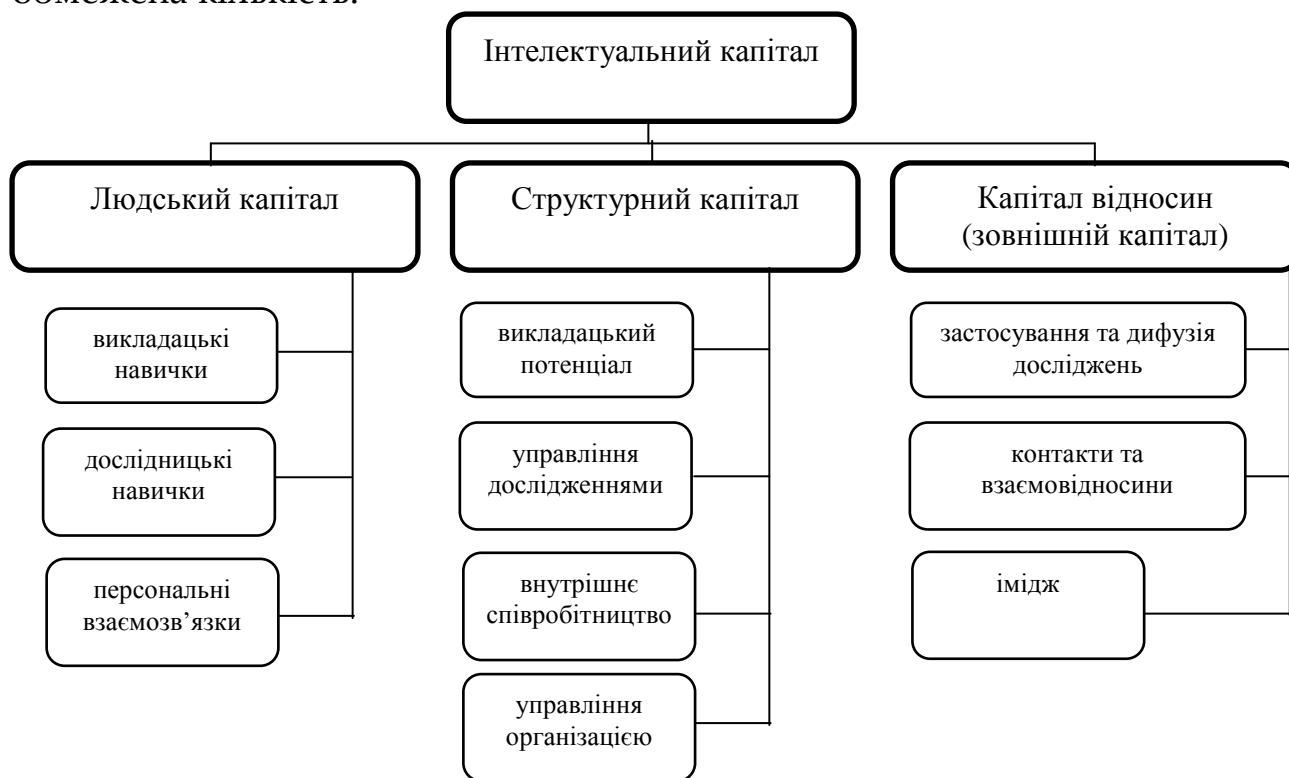 обмежена кількість.
Інтелектуальний капітал
Людський капітал
Структурний капітал
Капітал відносин
(зовнішній капітал)
викладацькі
навички
дослідницькі
навички
персональні
взаємозв’язки
викладацький
потенціал
управління
дослідженнями
внутрішнє
співробітництво
управління
організацією
застосування та дифузія
досліджень
контакти та
взаємовідносини
імідж